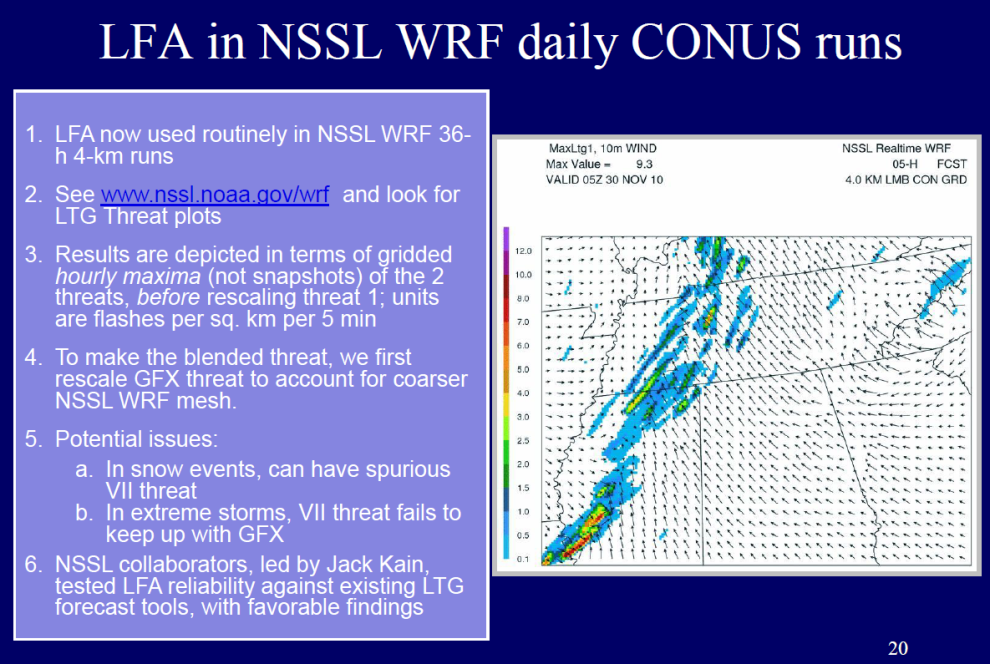 LFA in NSSL WRF daily CONUS runs
1. LFA now used routinely in NSSL WRF 36-
h 4-km runs
2. See www.nssl.noaa.gov/wrf and look for
LTG Threat plots
3. Results are depicted in terms of gridded
hourly maxima (not snapshots) of the 2
threats, before rescaling threat 1; units
are flashes per sq. km per 5 min
4. To make the blended threat, we first
rescale GFX threat to account for coarser
NSSL WRF mesh.
5. Potential issues:
a. In snow events, can have spurious
VII threat
b. In extreme storms, VII threat fails to
keep up with GFX
6. NSSL collaborators, led by Jack Kain,
tested LFA reliability against existing LTG
forecast tools, with favorable findings
MaxLtg1, 10m WIND
Max Value = 9.3
VALID 05Z 30 NOV 10
NSSL Realtime WRF
05-H FCST
4.0 KM LMB CON GRD
12.0
10.0
8.0
7.0
6.0
5.0
4.0
3.0
2.5
2.0
1.5
1.0
0.5
0.1
20